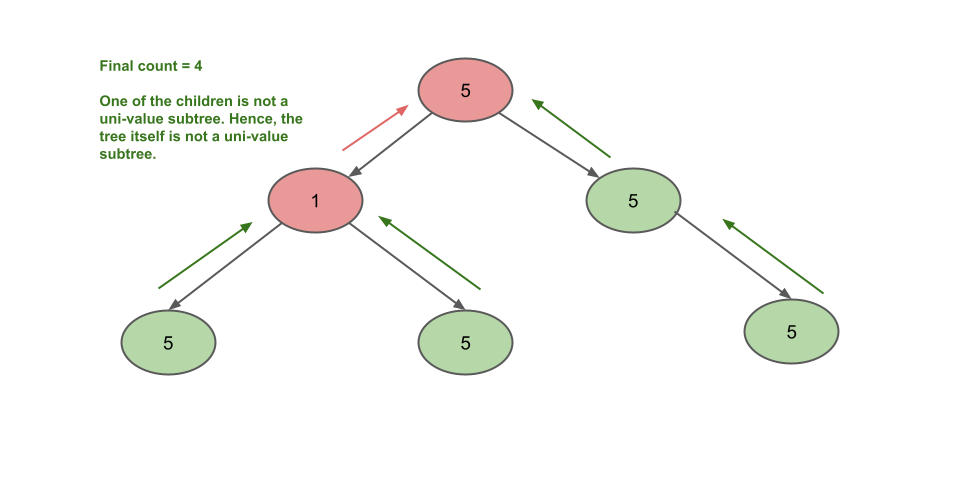 Final count = 4
One of the children is not a
uni-value subtree. Hence, the
tree itself is not a uni-value
subtree.
5
1
5
5
5
5